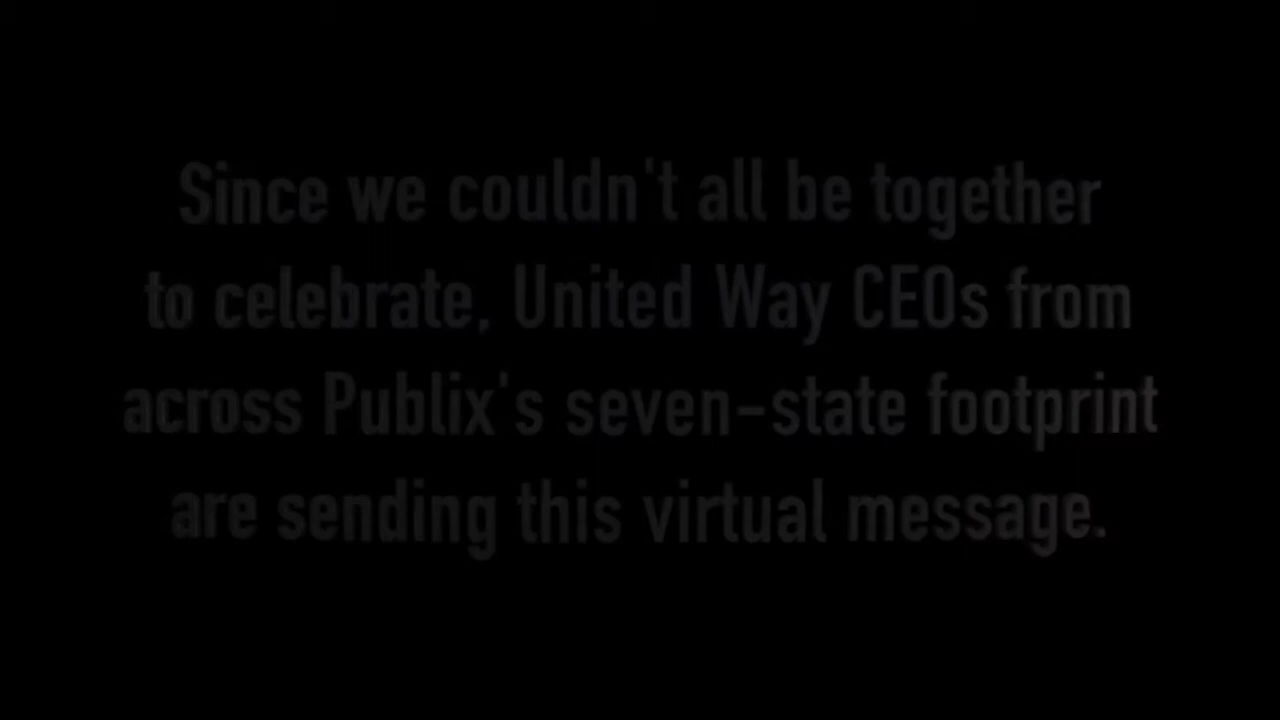 Since we couldn't all be together
to celebrate, United Way CEOs from
across Publix's seven-state footprint
are sending this virtual message.